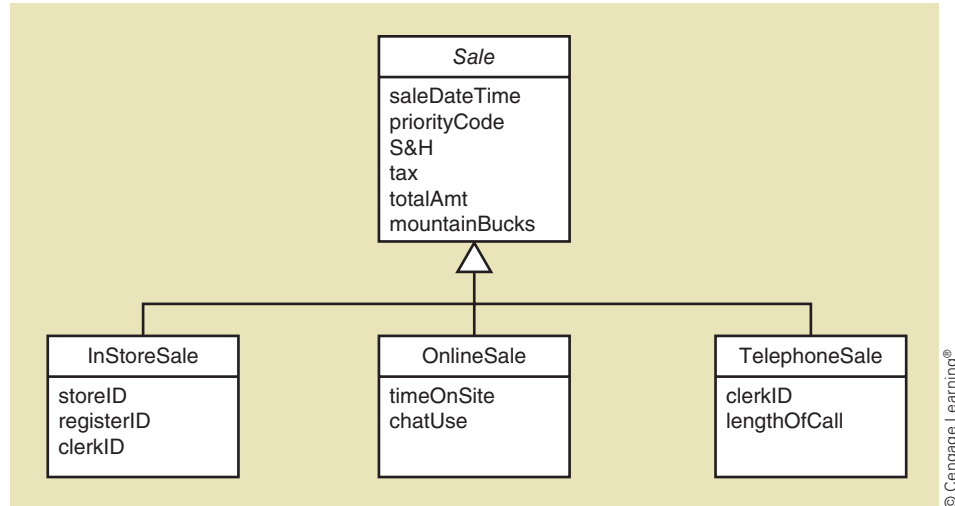 Sale
saleDateTime
priorityCode
S&H
tax
totalAmt
mountainBucks
InStoreSale
storeID
registerID
clerkID
OnlineSale
timeOnSite
chatUse
TelephoneSale
clerkID
lengthOfCall
© Cengage Learning®